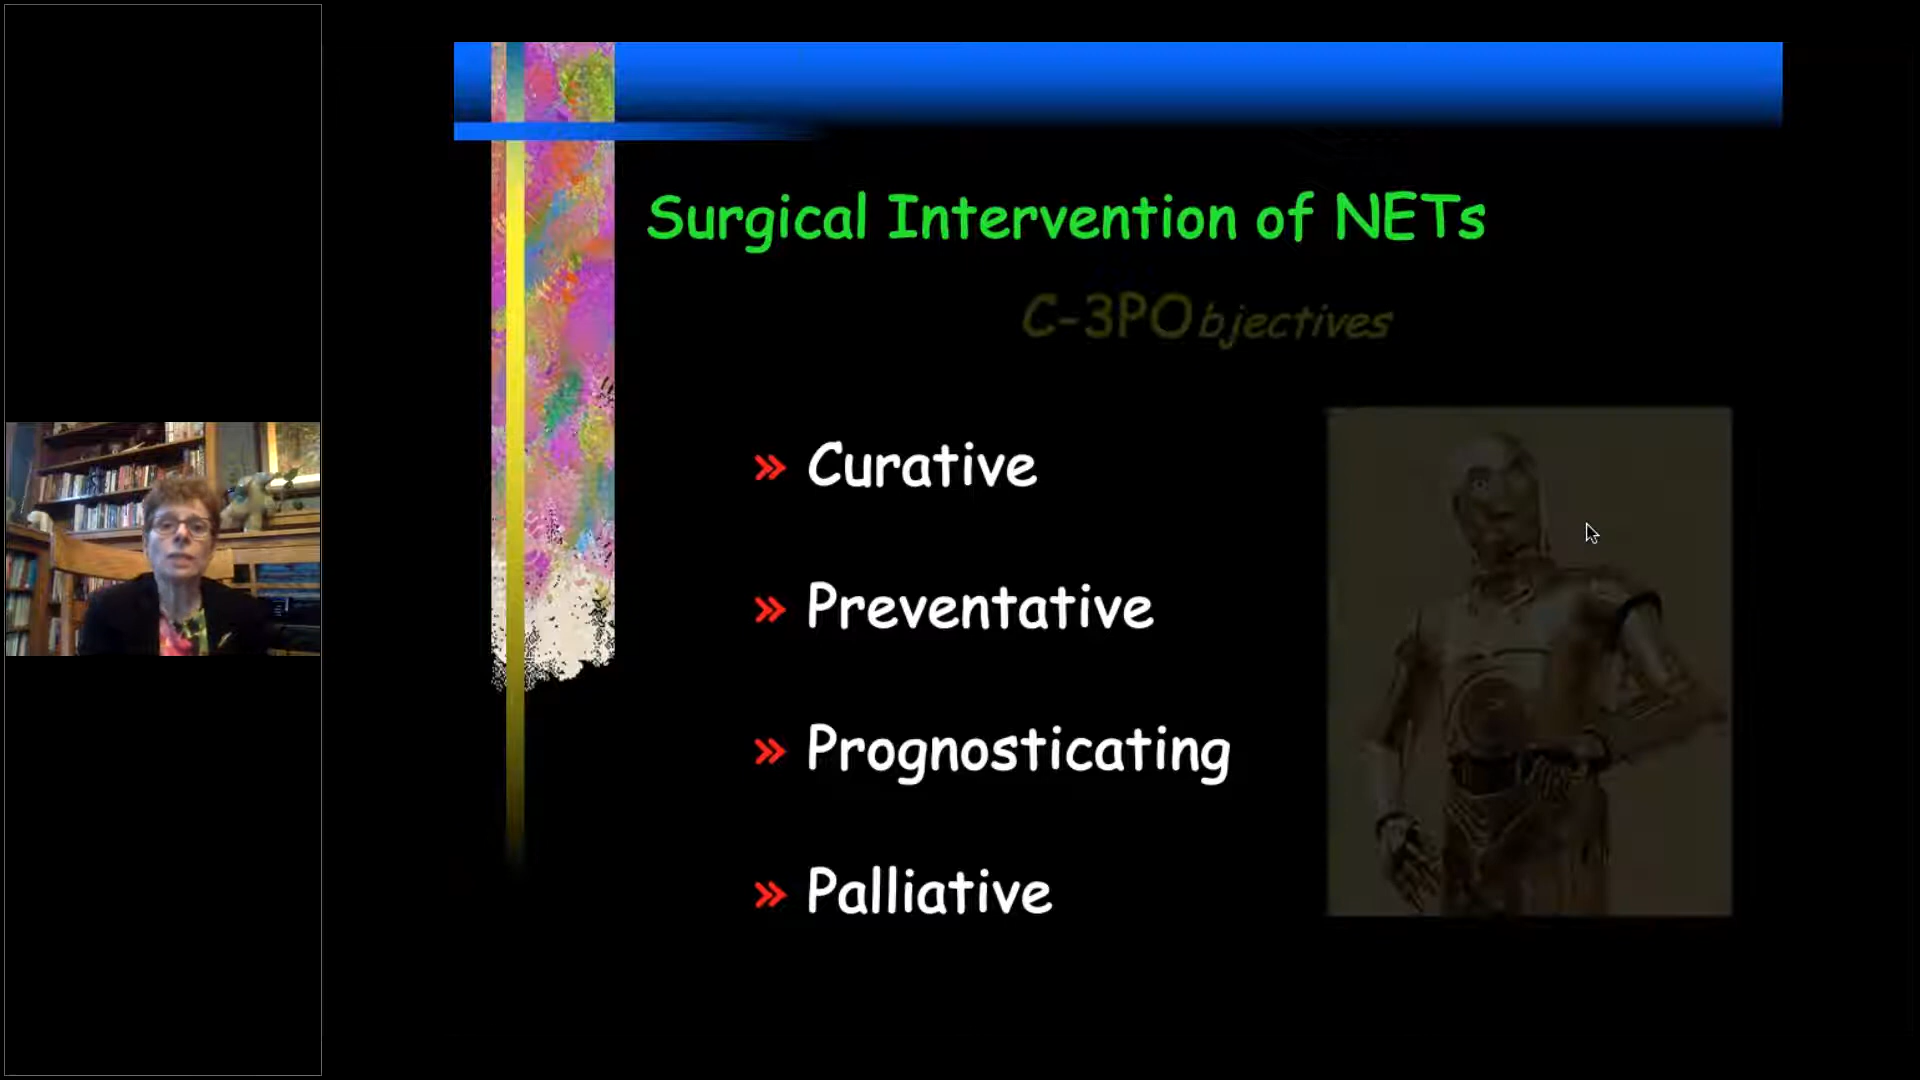 Surgical Intervention of NETs
C-3PObjectives
» Curative
» Preventative
» Prognosticating
» Palliative